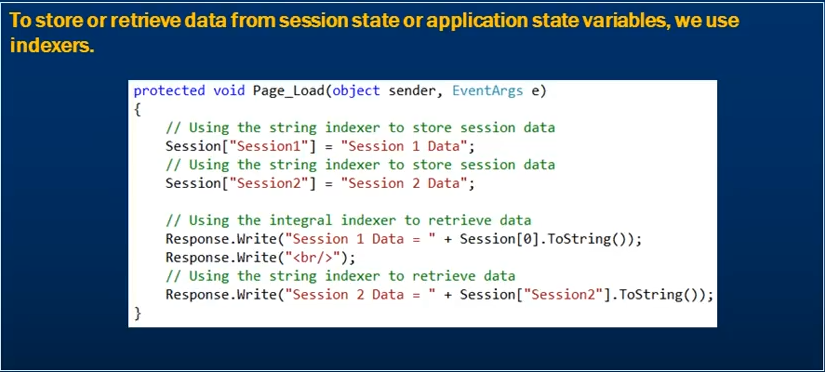 To store or retrieve data from session state or application state variables, we use
indexers.
protected void Page_Load(object sender, EventArgs e)
{
    // Using the string indexer to store session data
    Session["Session1"] = "Session 1 Data";
    // Using the string indexer to store session data
    Session["Session2"] = "Session 2 Data";

    // Using the integral indexer to retrieve data
    Response.Write("Session 1 Data = " + Session[0].ToString());
    Response.Write("<br/>");
    // Using the string indexer to retrieve data
    Response.Write("Session 2 Data = " + Session["Session2"].ToString());
}